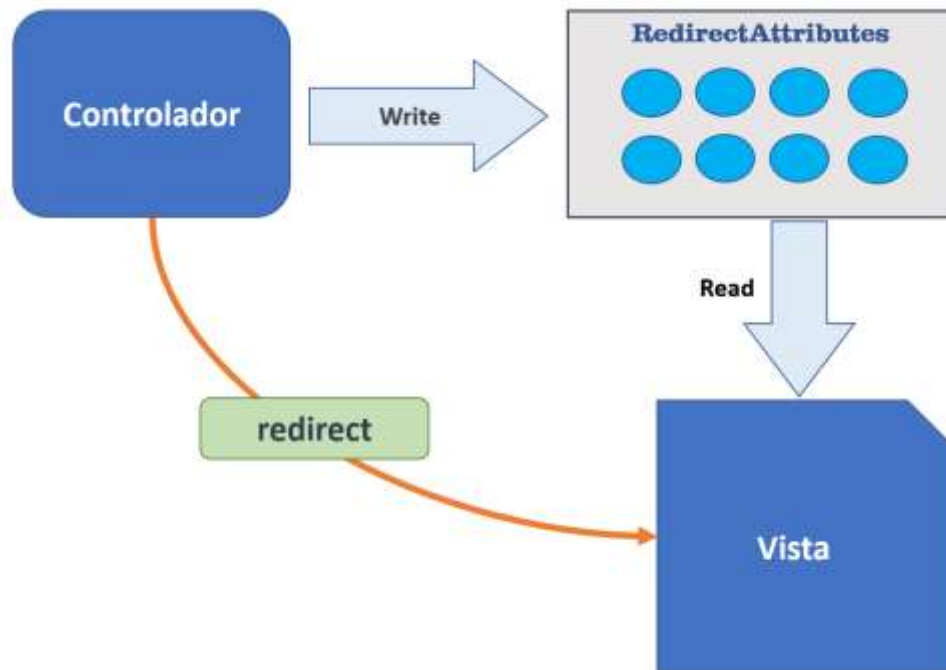 RedirectAttributes
Controlador
Write
Read
redirect
Vista